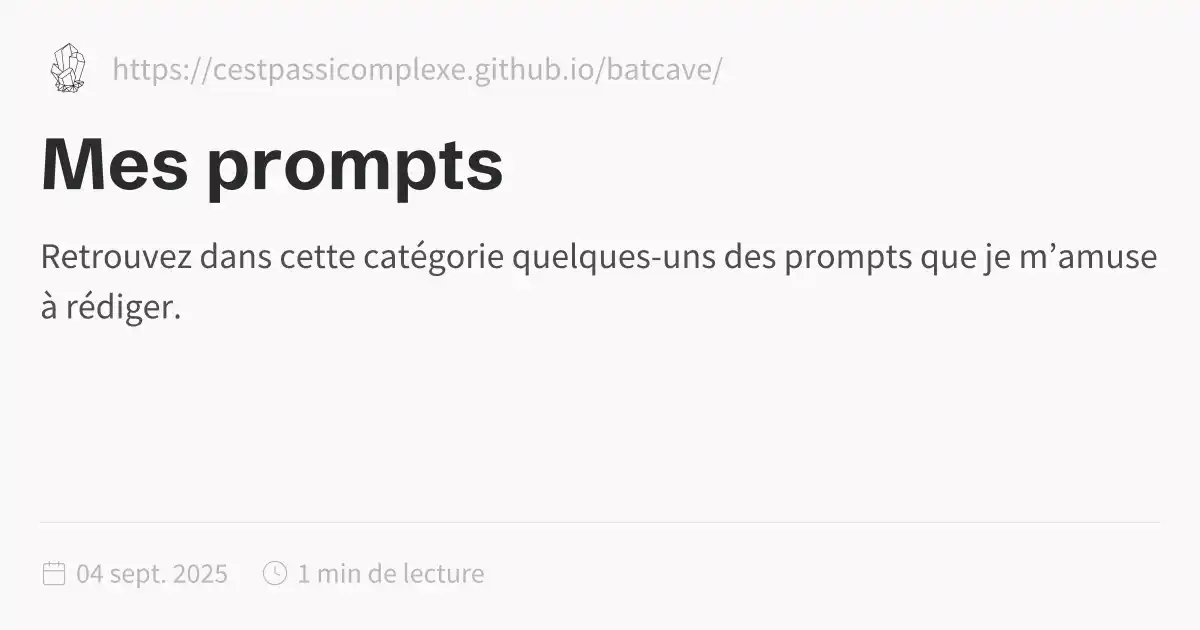 https://cestpassicomplexe.github.io/batcave/
Mes prompts
Retrouvez dans cette catégorie quelques-uns des prompts que je m’amuse
à rédiger.
04 sept. 2025 1 min de lecture